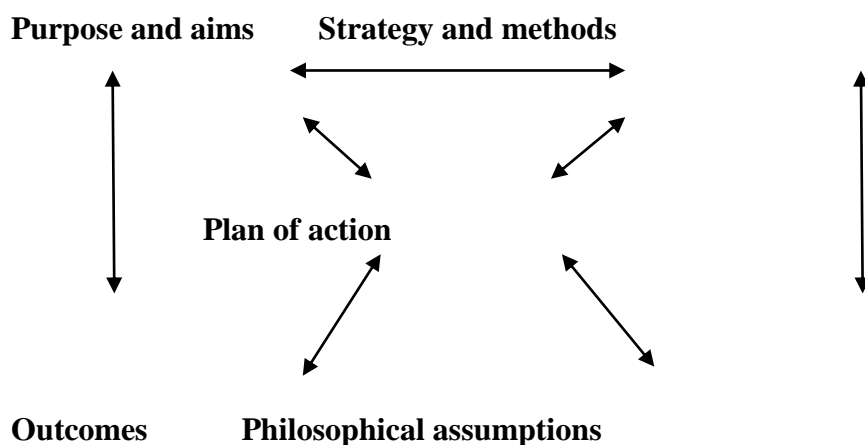 Purpose and aims Strategy and methods
Plan of action
Outcomes Philosophical assumptions